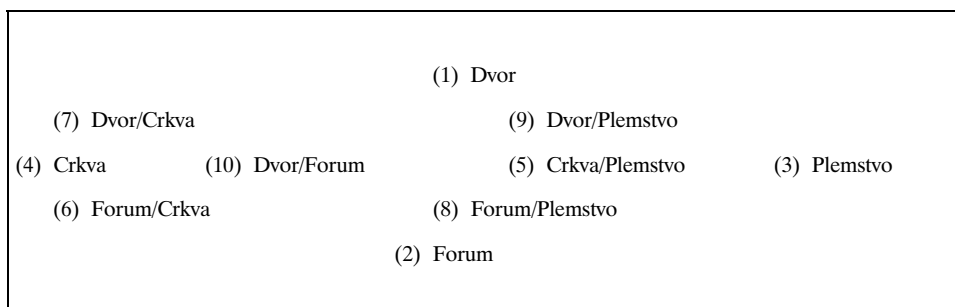 (1) Dvor
(7) Dvor/Crkva (9) Dvor/Plemstvo
(4) Crkva (10) Dvor/Forum (5) Crkva/Plemstvo (3) Plemstvo
(6) Forum/Crkva (8) Forum/Plemstvo
(2) Forum